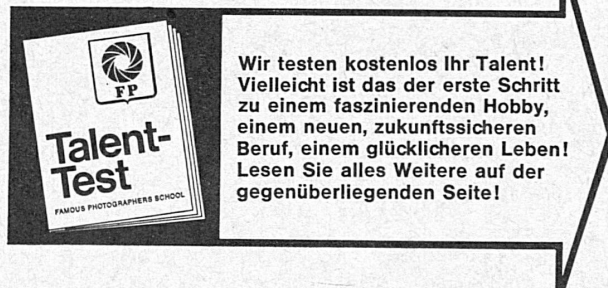 FP
Talent-
Test
FAMOUS PHOTOGRAPHERS SCHOOL
Wir testen kostenlos Ihr Talent!
Vielleicht ist das der erste Schritt
zu einem faszinierenden Hobby,
einem neuen, zukunftssicheren
Beruf, einem glücklicheren Leben!
Lesen Sie alles Weitere auf der
gegenüberliegenden Seite!